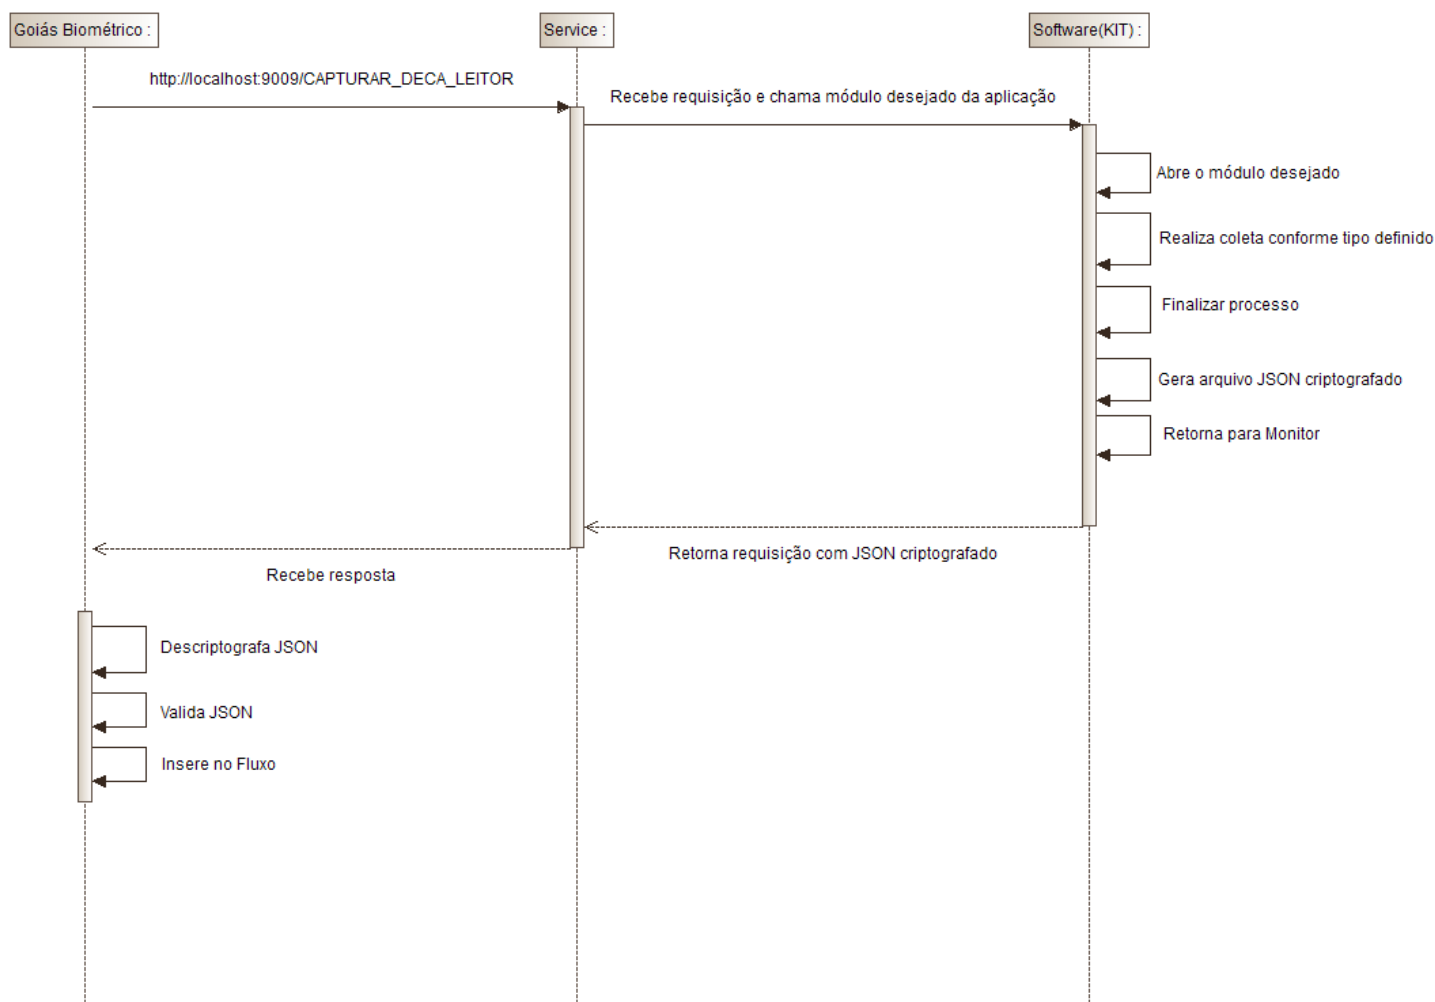 Goiás Biométrico :
Service :
Software(KIT) :
http://localhost:9009/CAPTURAR_DECA_LEITOR
Recebe requisição e chama módulo desejado da aplicação
Abre o módulo desejado
Realiza coleta conforme tipo definido
Finalizar processo
Gera arquivo JSON criptografado
Retorna para Monitor
Retorna requisição com JSON criptografado
Recebe resposta
Descriptografa JSON
Valida JSON
Insere no Fluxo